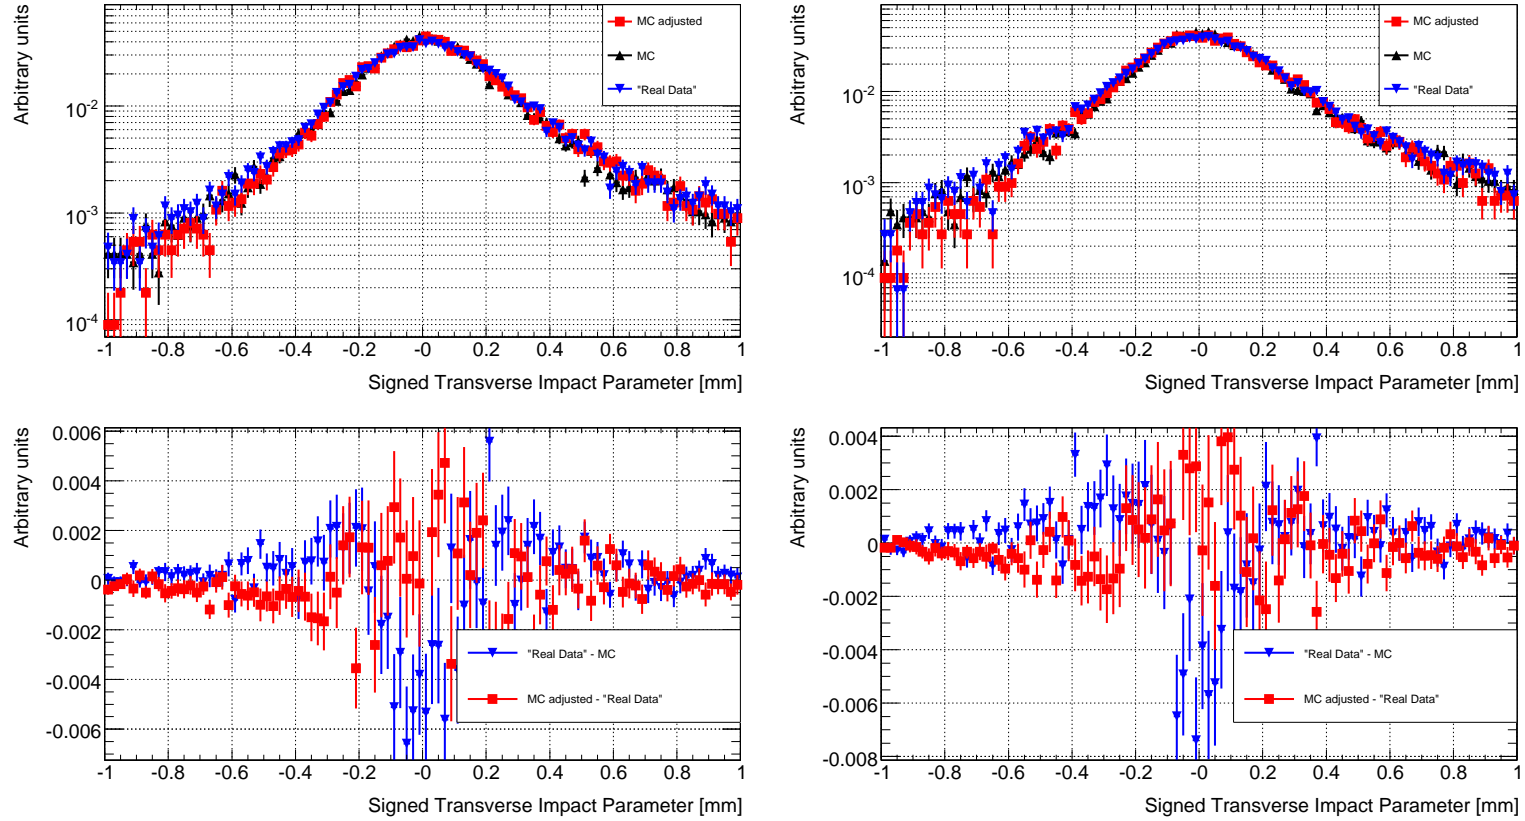 Arbitrary units
MC adjusted
MC
"Real Data"
10-2
10-3
10-4
-1 -0.8 -0.6 -0.4 -0.2 -0 0.2 0.4 0.6 0.8 1
Signed Transverse Impact Parameter [mm]
Arbitrary units
MC adjusted
MC
"Real Data"
10-2
10-3
10-4
-1 -0.8 -0.6 -0.4 -0.2 -0 0.2 0.4 0.6 0.8 1
Signed Transverse Impact Parameter [mm]
Arbitrary units
0.006
0.004
0.002
0
-0.002
-0.004
-0.006
"Real Data" - MC
MC adjusted - "Real Data"
-1 -0.8 -0.6 -0.4 -0.2 -0 0.2 0.4 0.6 0.8 1
Signed Transverse Impact Parameter [mm]
Arbitrary units
0.004
0.002
0
-0.002
-0.004
-0.006
-0.008
"Real Data" - MC
MC adjusted - "Real Data"
-1 -0.8 -0.6 -0.4 -0.2 -0 0.2 0.4 0.6 0.8 1
Signed Transverse Impact Parameter [mm]